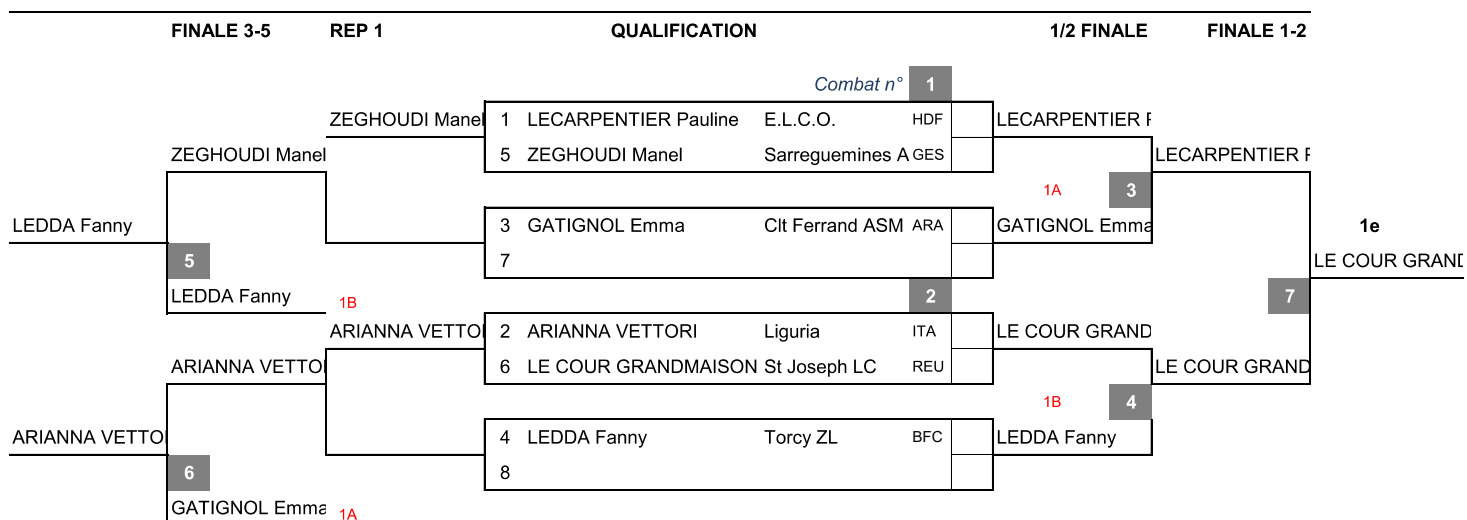 FINALE 3-5 REP 1 QUALIFICATION 1/2 FINALE FINALE 1-2
Combat n° 1
ZEGHOUDI Manel 1 LECARPENTIER Pauline E.L.C.O. HDF LECARPENTIER P
ZEGHOUDI Manel 5 ZEGHOUDI Manel Sarreguemines A GES LECARPENTIER P
1A 3
LEDDA Fanny 3 GATIGNOL Emma Clt Ferrand ASM ARA GATIGNOL Emma 1e
5 7 LE COUR GRAND
LEDDA Fanny 1B 2 7
ARIANNA VETTO 2 ARIANNA VETTORI Liguria ITA LE COUR GRAND
ARIANNA VETTO 6 LE COUR GRANDMAISON St Joseph LC REU LE COUR GRAND
1B 4
ARIANNA VETTO 4 LEDDA Fanny Torcy ZL BFC LEDDA Fanny
6 8
GATIGNOL Emma 1A